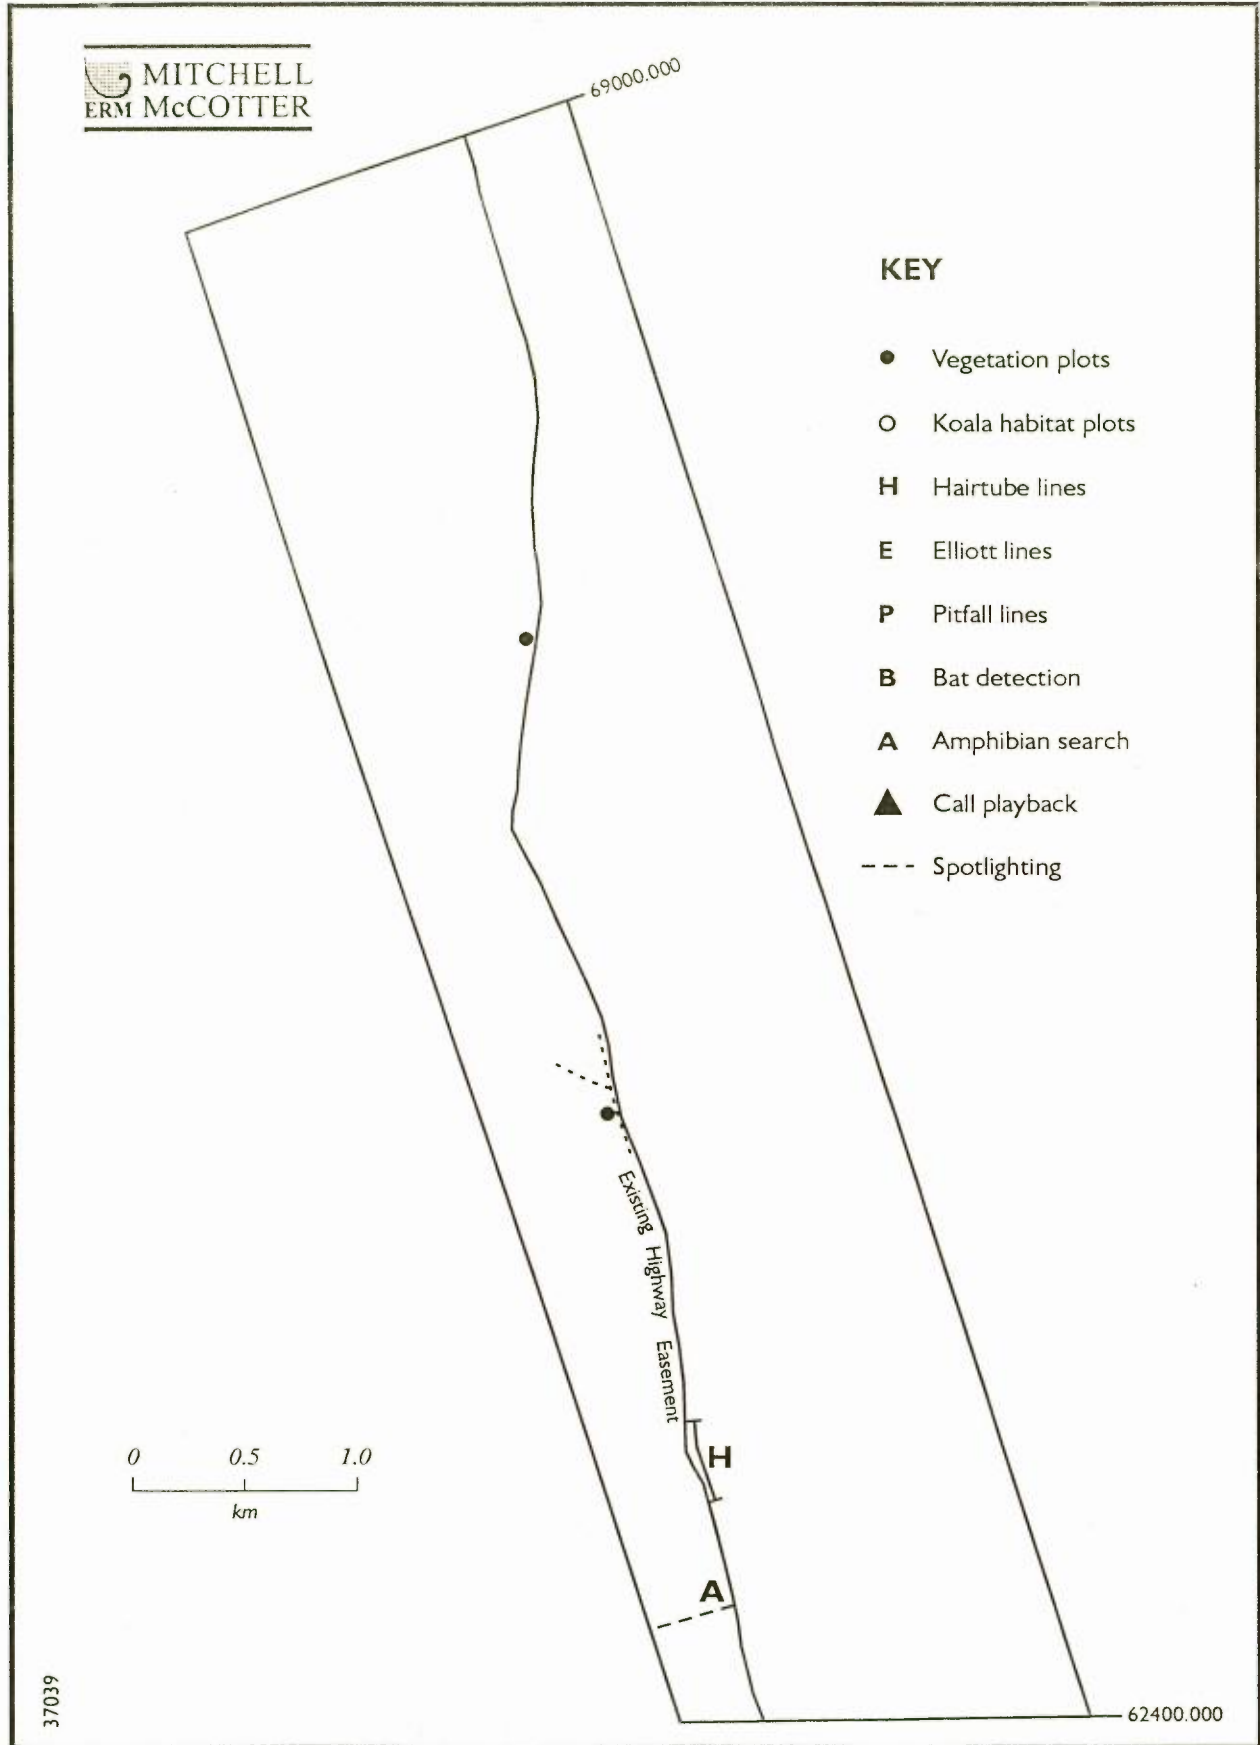 MITCHELL
ERM McCOTTER
69000.000
KEY
Vegetation plots
Koala habitat plots
H Hairtube lines
E Elliott lines
P Pitfall lines
B Bat detection
A Amphibian search
Call playback
Spotlighting
Existing Highway Easement
H
0 0.5 1.0
km
A
37039
62400.000